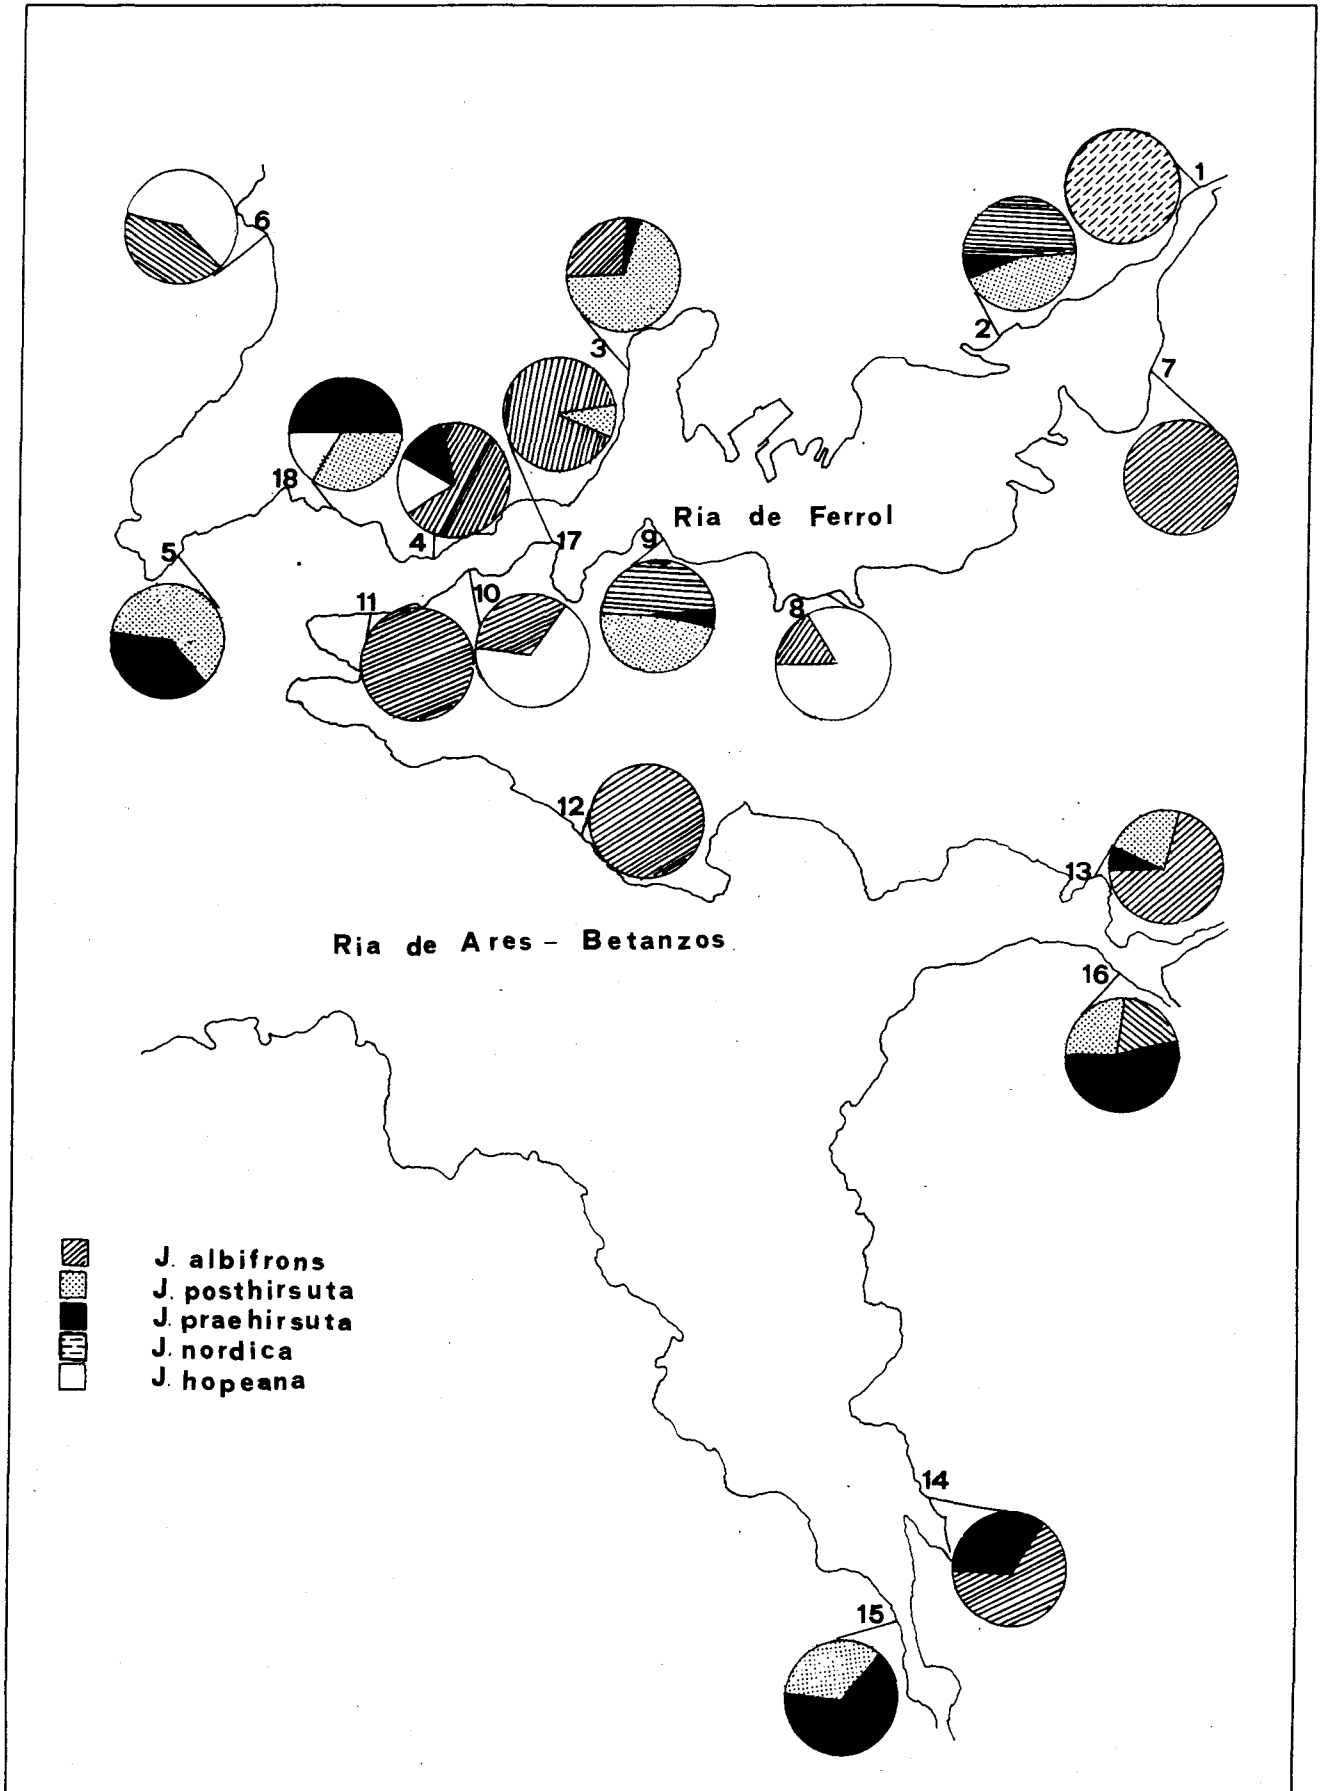 1
6
2
3
7
18
Ria de Ferrol
4
17
9
5
10
11
8
12
13
Ria de Ares - Betanzos
16
J. albifrons
J. posthirsuta
J. praehirsuta
J. nordica
J. hopeana
14
15